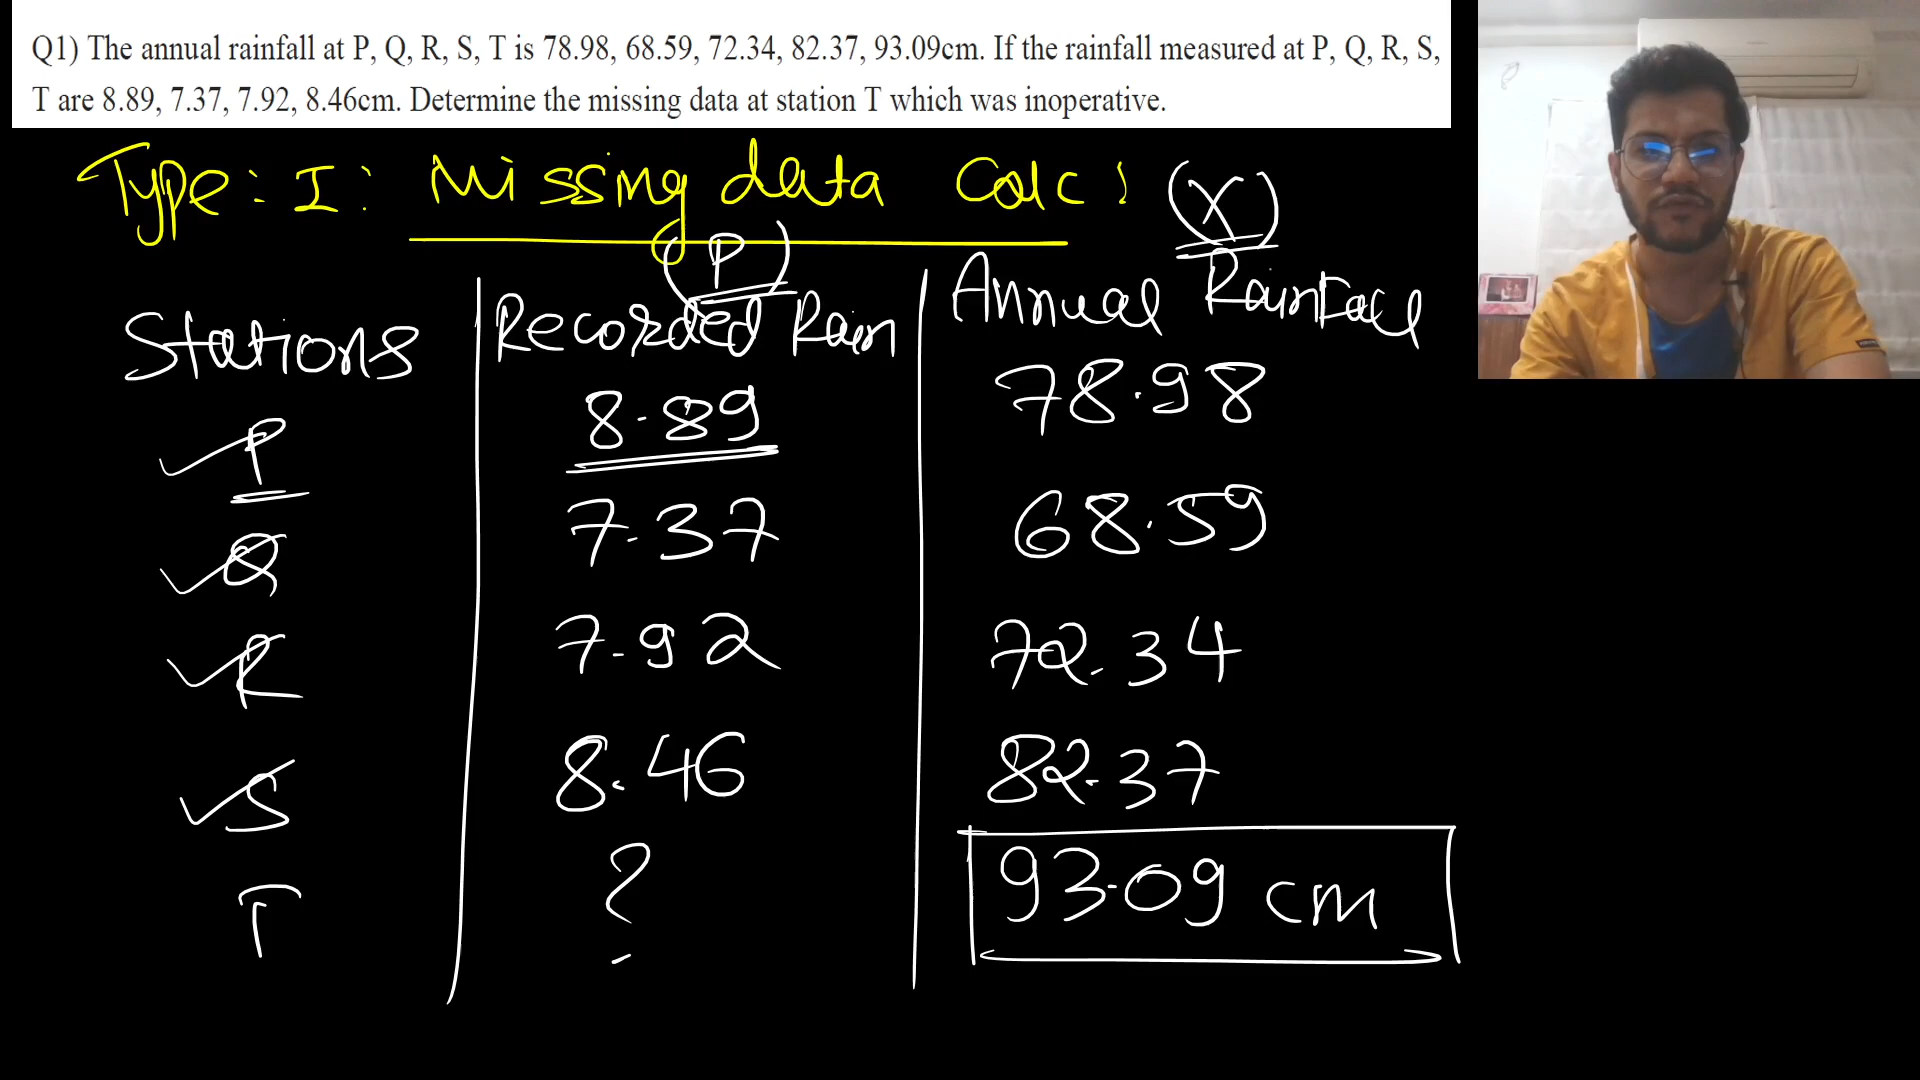 Q1) The annual rainfall at P, Q, R, S, T is 78.98, 68.59, 72.34, 82.37, 93.09cm. If the rainfall measured at P, Q, R, S,
T are 8.89, 7.37, 7.92, 8.46cm. Determine the missing data at station T which was inoperative.
Type: I: Missing data Calc:
(P) (X)
Stations Recorded Rain Annual Rainfall
P 8.89 78.98
Q 7.37 68.59
R 7.92 72.34
S 8.46 82.37
T ? 93.09 cm